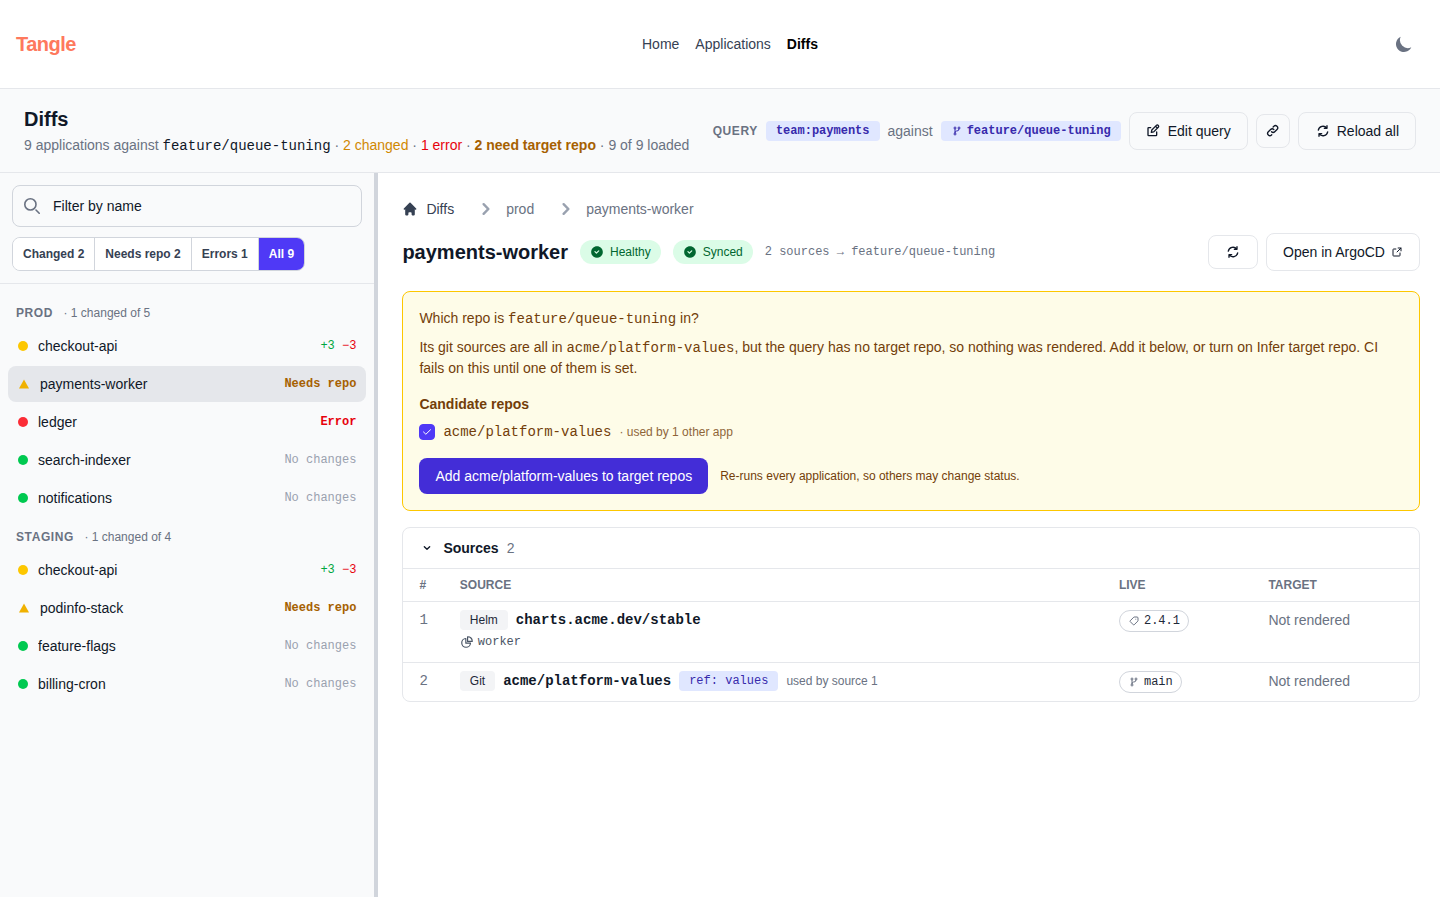 Tangle
Home Applications Diffs
Diffs
9 applications against feature/queue-tuning · 2 changed · 1 error · 2 need target repo · 9 of 9 loaded
QUERY team:payments against feature/queue-tuning Edit query Reload all
Filter by name
Changed 2 Needs repo 2 Errors 1 All 9
PROD · 1 changed of 5
checkout-api +3 −3
payments-worker Needs repo
ledger Error
search-indexer No changes
notifications No changes
STAGING · 1 changed of 4
checkout-api +3 −3
podinfo-stack Needs repo
feature-flags No changes
billing-cron No changes
Diffs prod payments-worker
payments-worker Healthy Synced 2 sources → feature/queue-tuning Open in ArgoCD
Which repo is feature/queue-tuning in?
Its git sources are all in acme/platform-values, but the query has no target repo, so nothing was rendered. Add it below, or turn on Infer target repo. CI
fails on this until one of them is set.
Candidate repos
acme/platform-values · used by 1 other app
Add acme/platform-values to target repos Re-runs every application, so others may change status.
Sources 2
# SOURCE LIVE TARGET
1 Helm charts.acme.dev/stable 2.4.1 Not rendered
worker
2 Git acme/platform-values ref: values used by source 1 main Not rendered